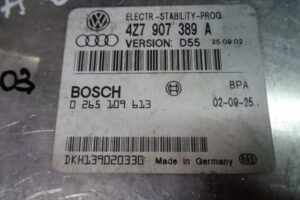 ELECTR-STABILITY-PROG.
4Z7 907 389 A
VERSION: D55 25 09 02
BOSCH BPA
0 265 109 613 02-09-25
DKH139020330 Made in Germany
03